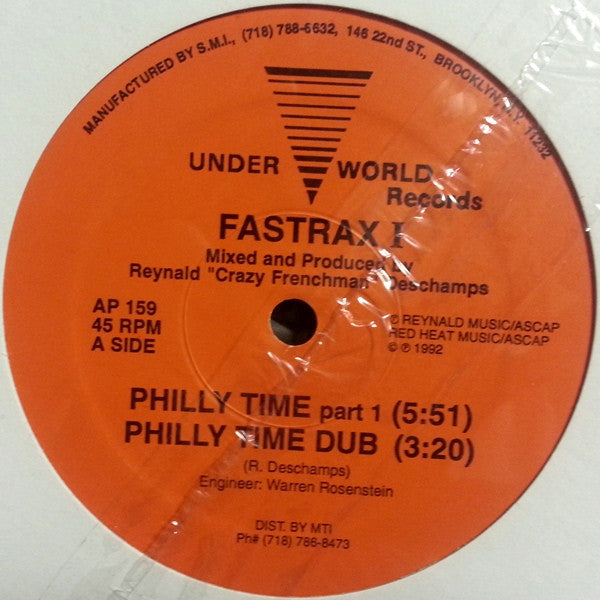 MANUFACTURED BY S.M.I., (718) 788-6632, 146 22nd ST., BROOKLYN, N.Y. 11232
UNDER WORLD
Records
FASTRAX I
Mixed and Produced by
Reynald "Crazy Frenchman" Deschamps
AP 159
45 RPM
A SIDE
℗ REYNALD MUSIC/ASCAP
RED HEAT MUSIC/ASCAP
© ℗ 1992
PHILLY TIME part 1 (5:51)
PHILLY TIME DUB (3:20)
(R. Deschamps)
Engineer: Warren Rosenstein
DIST. BY MTI
Ph# (718) 786-8473